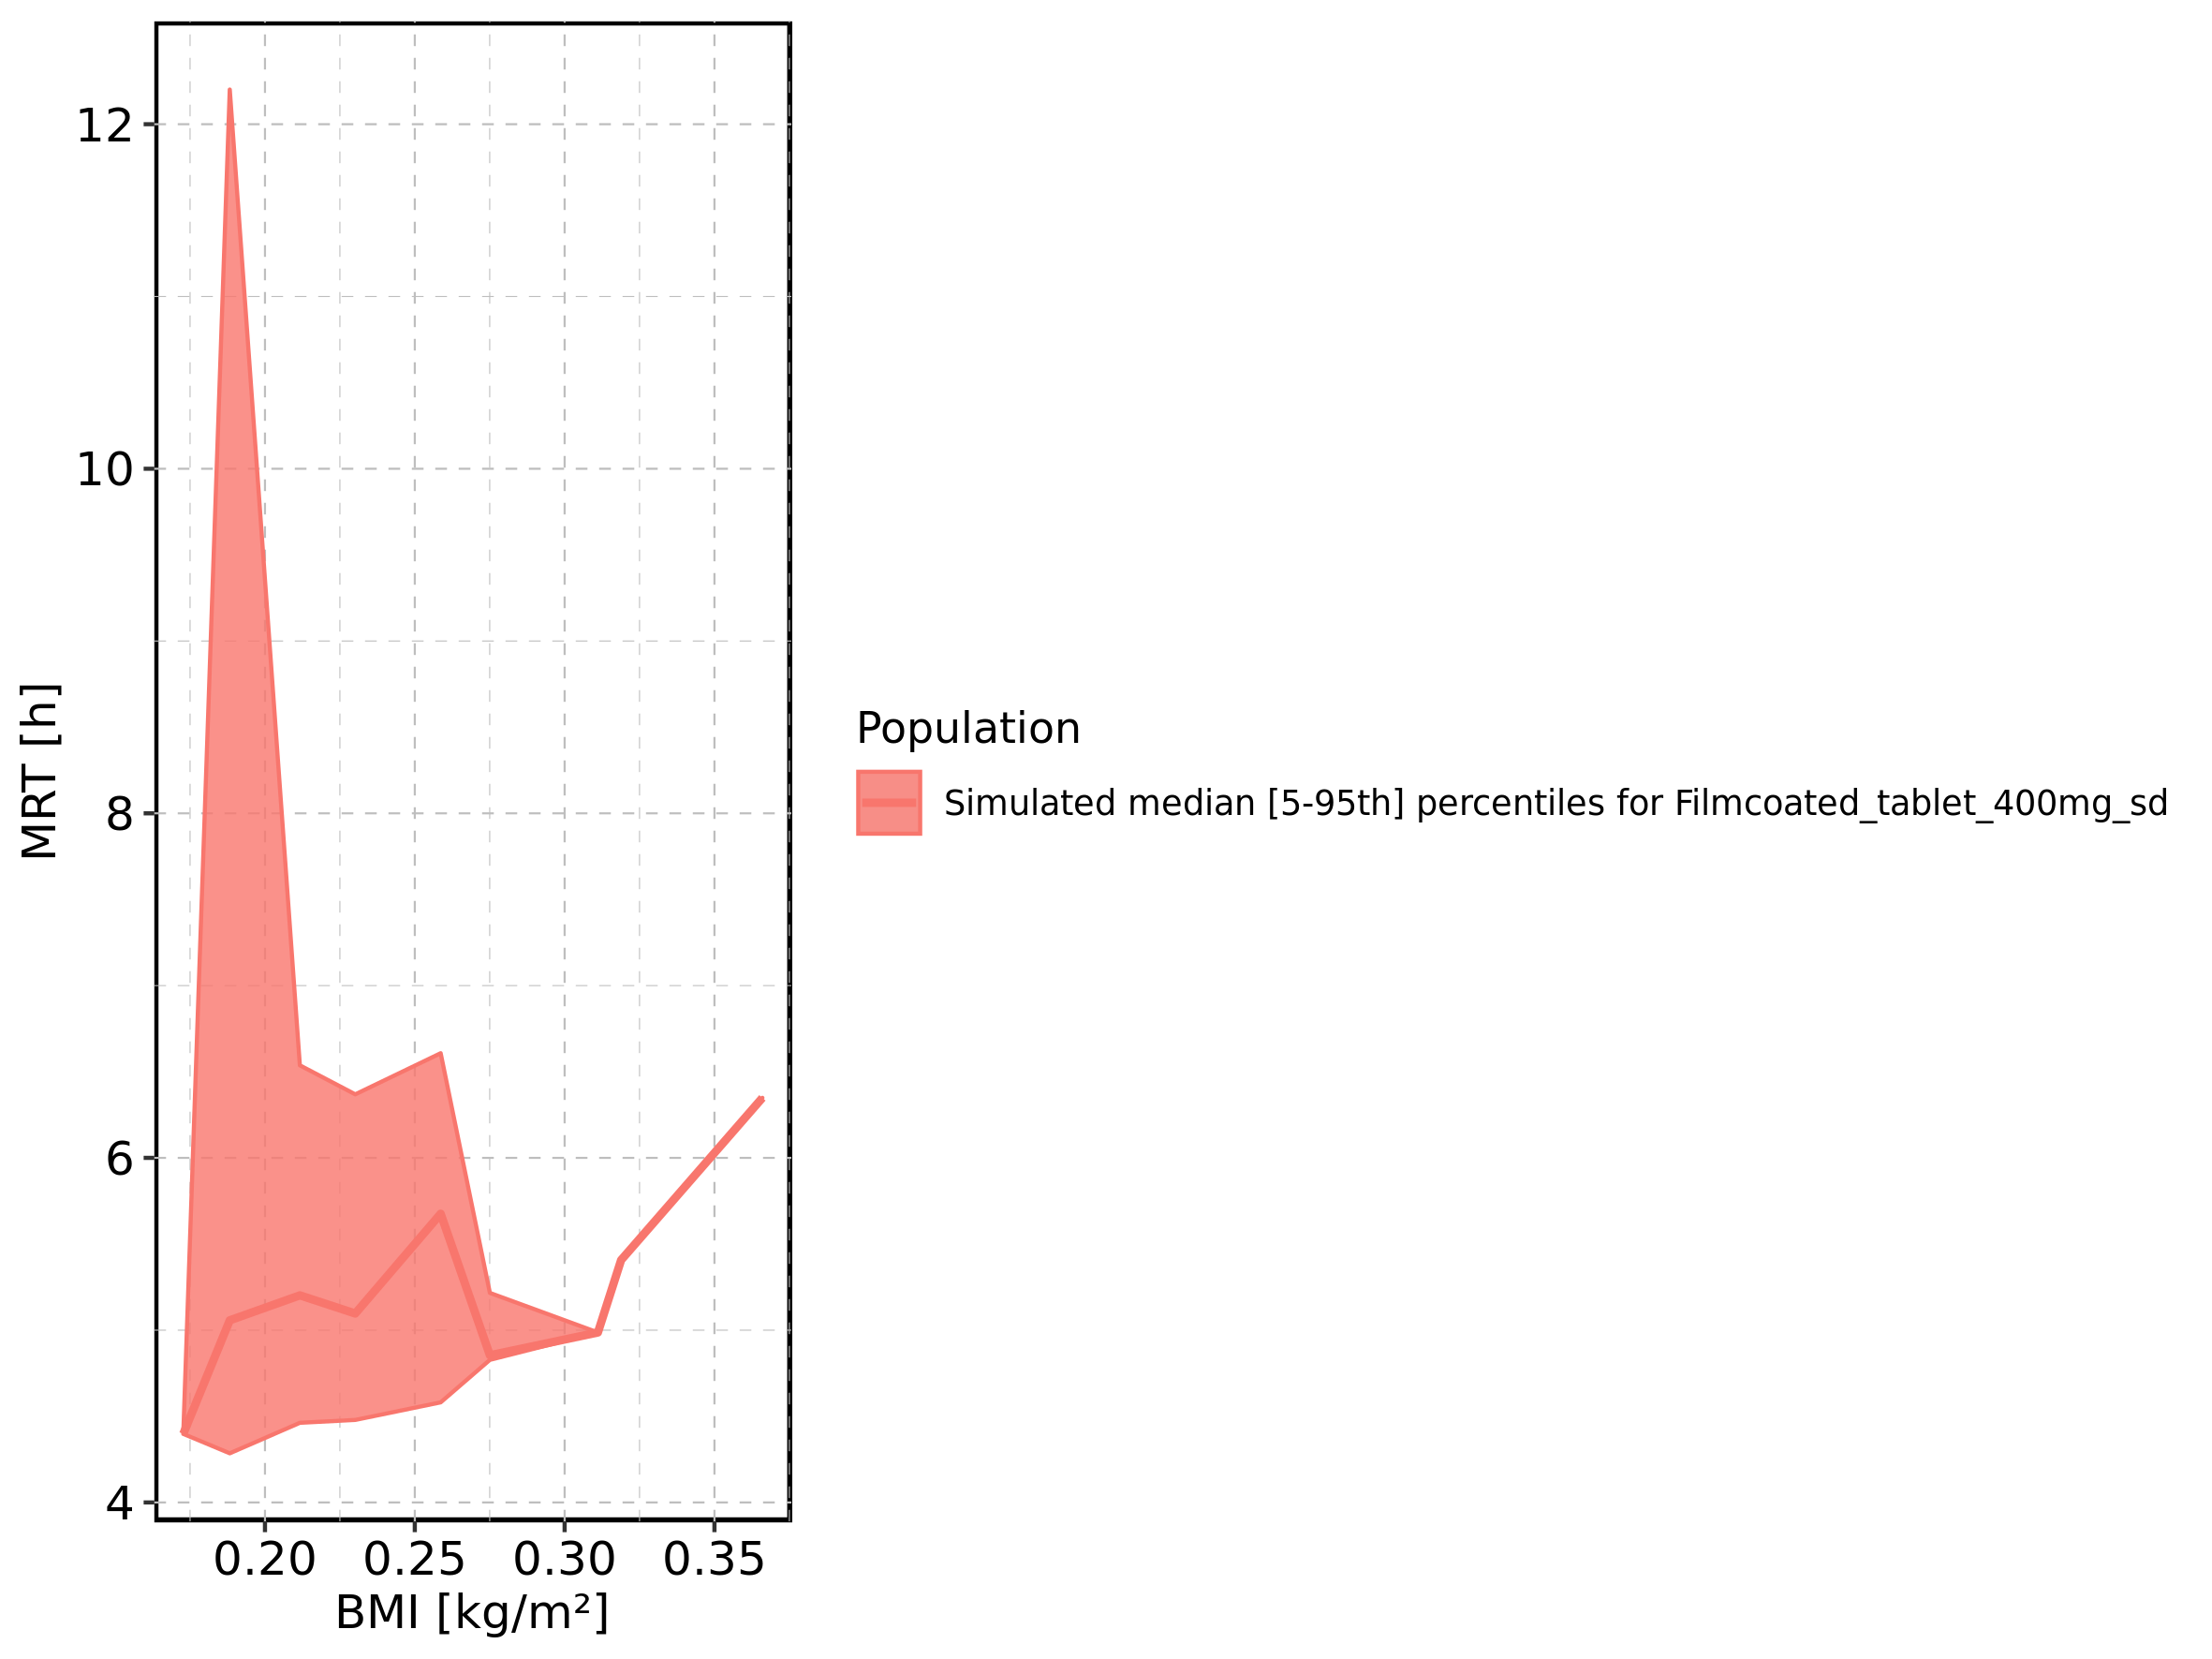 12
10
8
6
4
MRT [h]
0.20 0.25 0.30 0.35
BMI [kg/m²]
Population
Simulated median [5-95th] percentiles for Filmcoated_tablet_400mg_sd